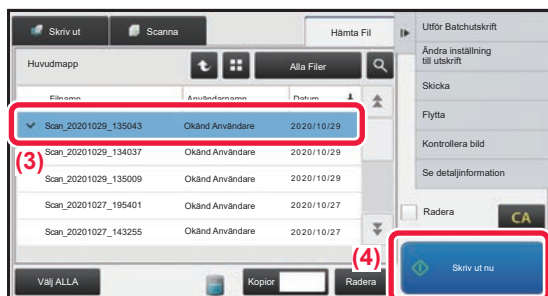 Skriv ut
Scanna
Hämta Fil
Huvudmapp
Alla Filer
Filnamn Användarnamn Datum
Scan_20201029_135043 Okänd Användare 2020/10/29
(3)
Scan_20201029_134037 Okänd Användare 2020/10/29
Scan_20201029_135009 Okänd Användare 2020/10/29
Scan_20201027_195401 Okänd Användare 2020/10/27
Scan_20201027_143255 Okänd Användare 2020/10/27
Välj ALLA
Kopior
Radera
Utför Batchutskrift
Ändra inställning
till utskrift
Skicka
Flytta
Kontrollera bild
Se detaljinformation
Radera
CA
(4)
Skriv ut nu